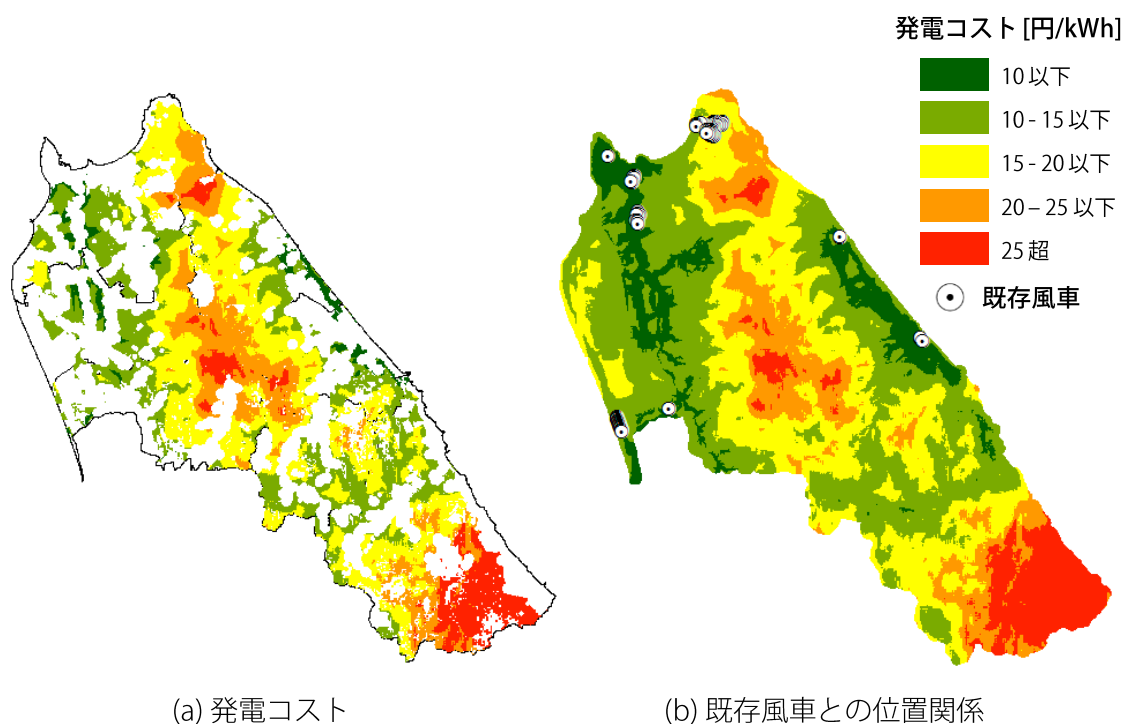 発電コスト [円/kWh]
10 以下
10 - 15 以下
15 - 20 以下
20 – 25 以下
25 超
既存風車
(a) 発電コスト
(b) 既存風車との位置関係